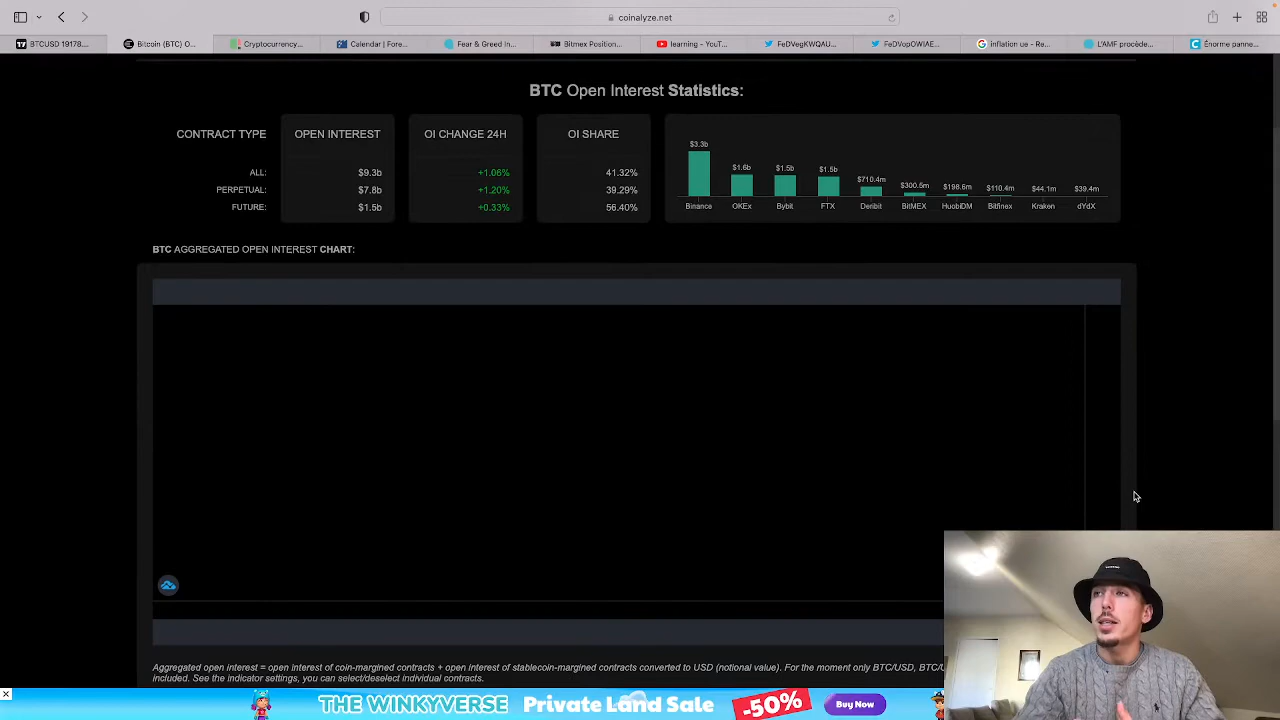 coinalyze.net
BTCUSD 19178....
Bitcoin (BTC) O...
Cryptocurrency...
Calendar | Fore...
Fear & Greed In...
Bitmex Position...
learning - YouT...
FeDVegKWQAU...
FeDVopOWIAE...
inflation ue - Re...
L'AMF procède...
Énorme panne...
BTC Open Interest Statistics:
CONTRACT TYPE
OPEN INTEREST
OI CHANGE 24H
OI SHARE
ALL:
$9.3b
+1.06%
41.32%
PERPETUAL:
$7.8b
+1.20%
39.29%
FUTURE:
$1.5b
+0.33%
56.40%
$3.3b
$1.6b
$1.5b
$1.5b
$710.4m
$300.5m
$198.6m
$110.4m
$44.1m
$39.4m
Binance
OKEx
Bybit
FTX
Deribit
BitMEX
HuobiDM
Bitfinex
Kraken
dYdX
BTC AGGREGATED OPEN INTEREST CHART:
Aggregated open interest = open interest of coin-margined contracts + open interest of stablecoin-margined contracts converted to USD (notional value). For the moment only BTC/USD, BTC/U
included. See the indicator settings, you can select/deselect individual contracts.
THE WINKYVERSE
Private Land Sale
-50%
Buy Now